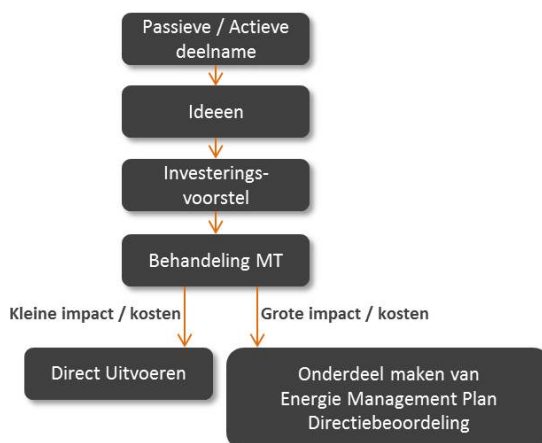 Passieve / Actieve
deelname
Ideeen
Investerings-
voorstel
Behandeling MT
Kleine impact / kosten
Grote impact / kosten
Direct Uitvoeren
Onderdeel maken van
Energie Management Plan
Directiebeoordeling